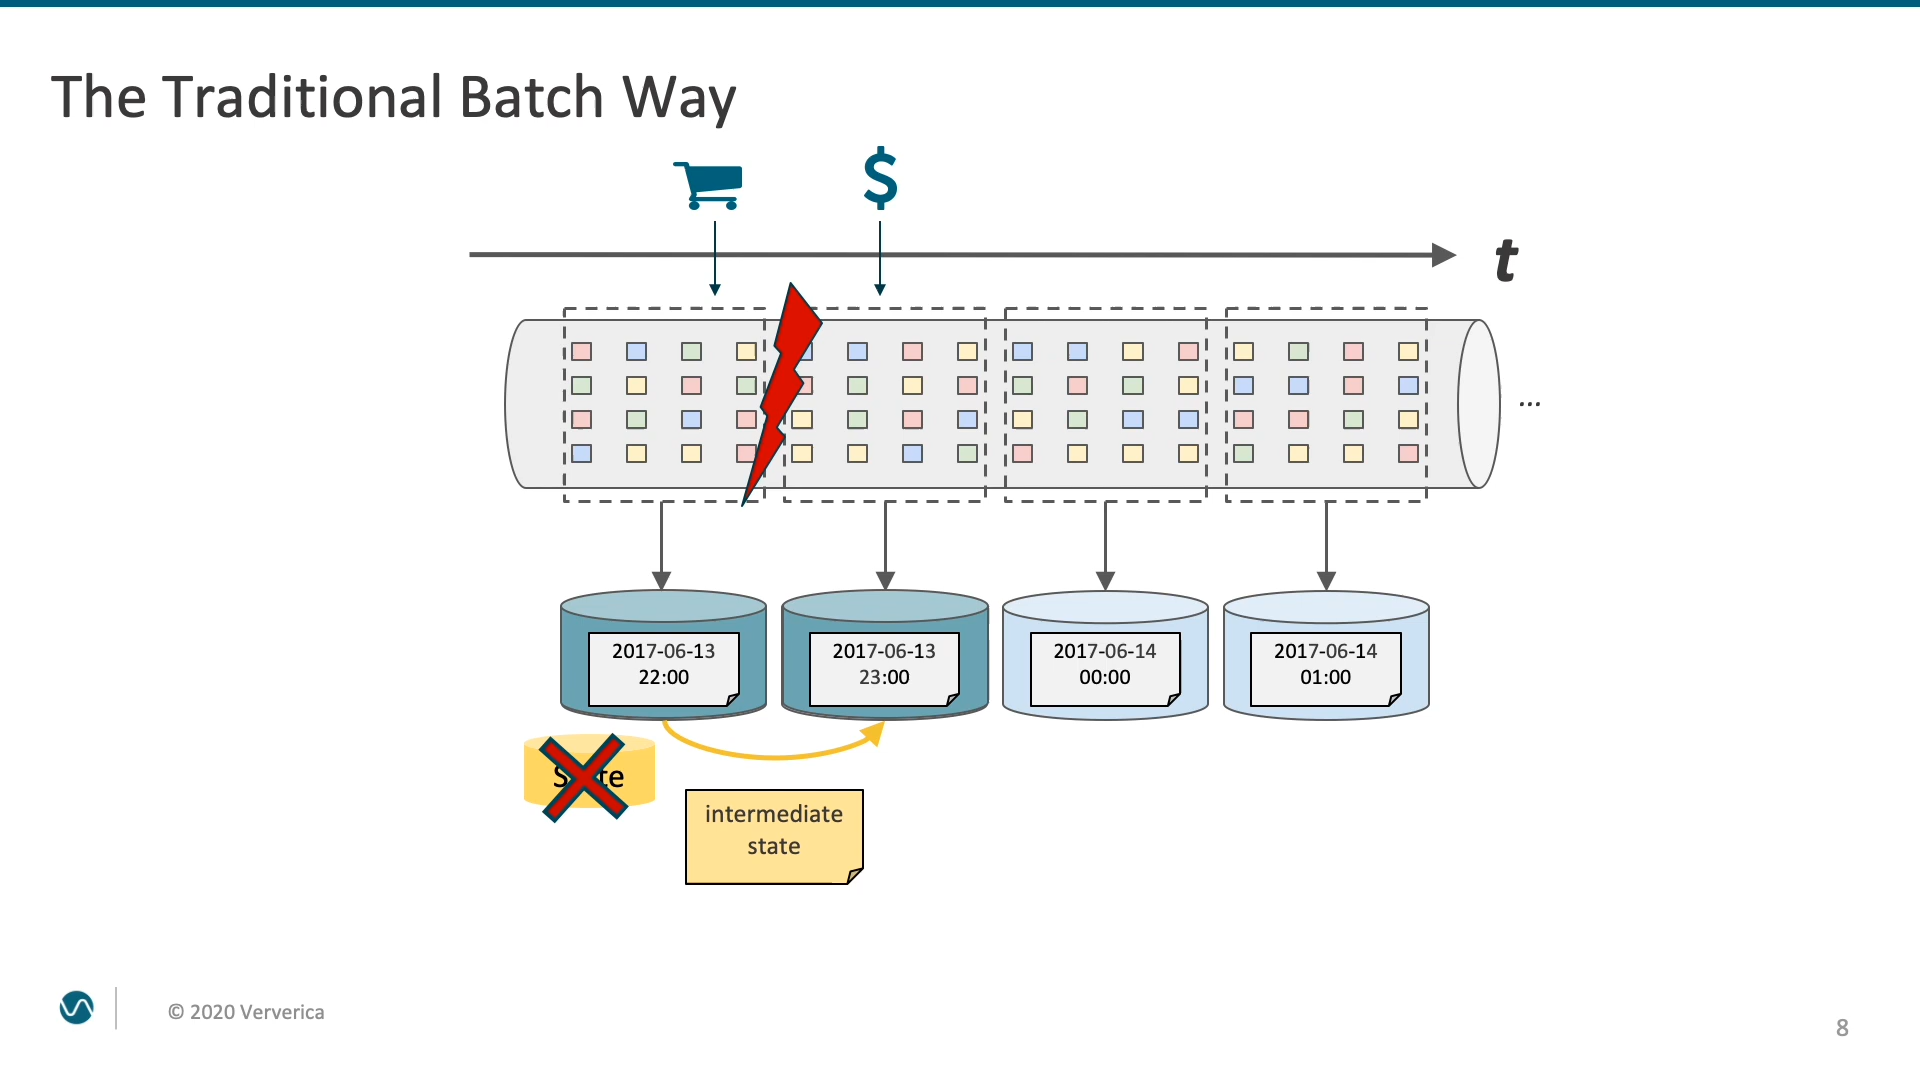 The Traditional Batch Way
$
t
...
2017-06-13
22:00
2017-06-13
23:00
2017-06-14
00:00
2017-06-14
01:00
intermediate
state
© 2020 Ververica
8